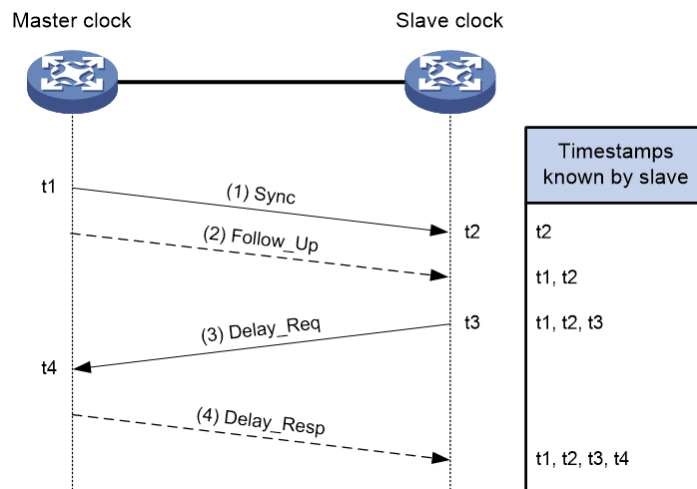 Master clock
Slave clock
Timestamps
known by slave
t1
(1) Sync
t2
t2
(2) Follow_Up
t1, t2
(3) Delay_Req
t3
t1, t2, t3
t4
(4) Delay_Resp
t1, t2, t3, t4